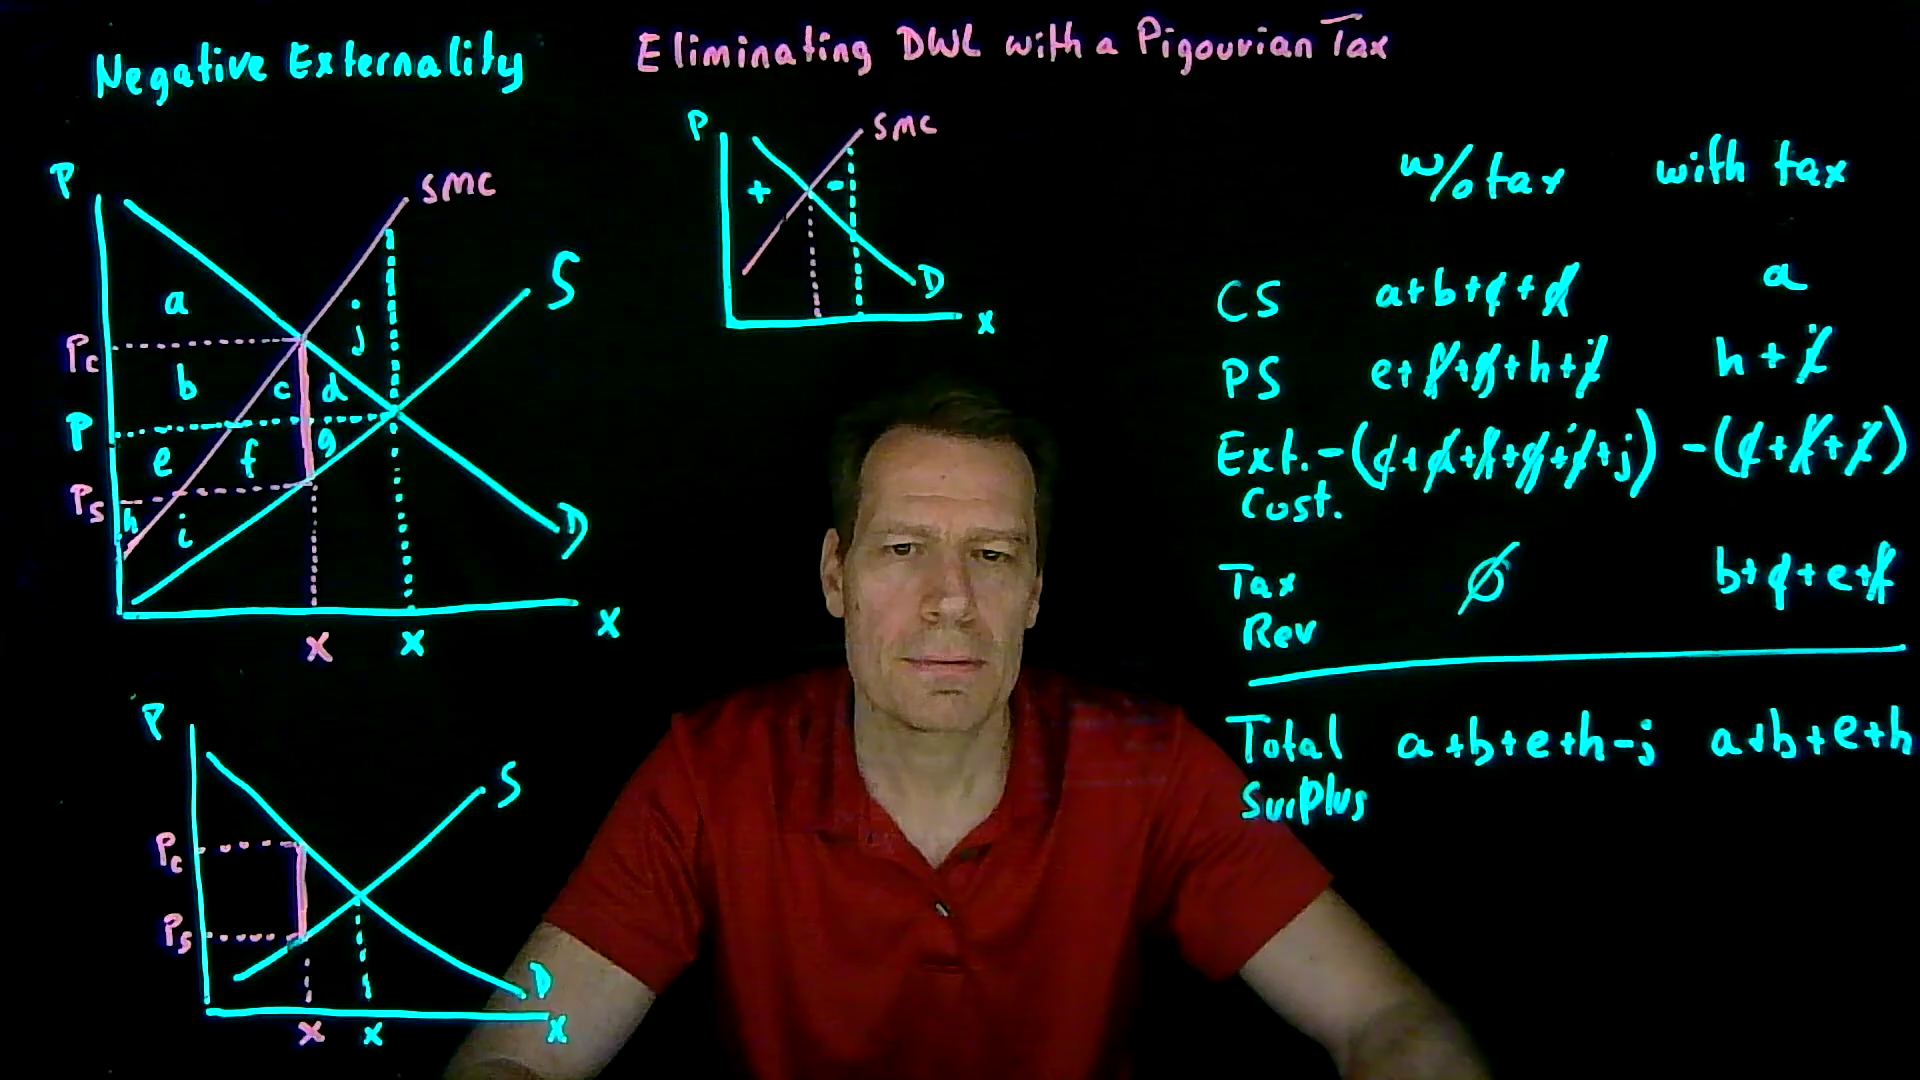 Negative Externality
Eliminating DWL with a Pigouvian Tax
P
SMC
S
a
j
Pc
b
c
d
P
e
f
g
Ps
h
i
D
x
x
x
P
SMC
+
-
D
x
P
S
Pc
Ps
D
x
x
x
w/o tax with tax
CS a+b+c+d a
PS e+f+g+h+i h+i
Ext. -(c+d+f+g+i+j) -(c+f+i)
Cost.
Tax Ø b+c+e+f
Rev
Total a+b+e+h-j a+b+e+h
Surplus